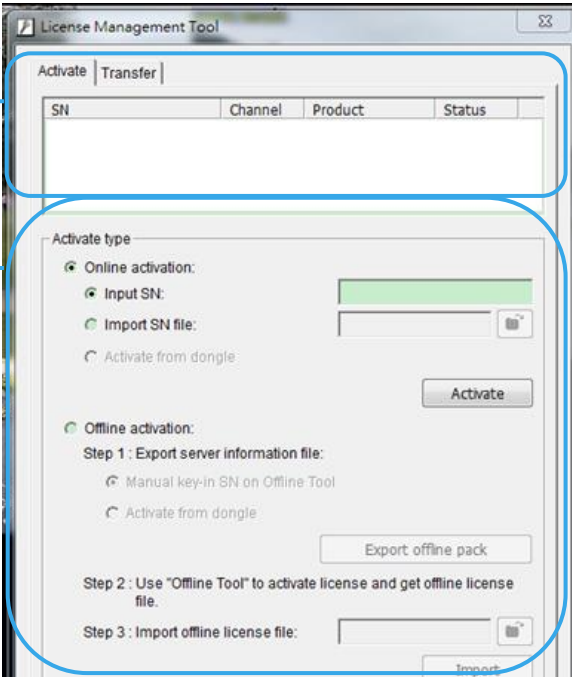 License Management Tool
Activate Transfer
SN Channel Product Status
Activate type
Online activation:
Input SN:
Import SN file:
Activate from dongle
Activate
Offline activation:
Step 1 : Export server information file:
Manual key-in SN on Offline Tool
Activate from dongle
Export offline pack
Step 2 : Use "Offline Tool" to activate license and get offline license
file.
Step 3 : Import offline license file:
Import